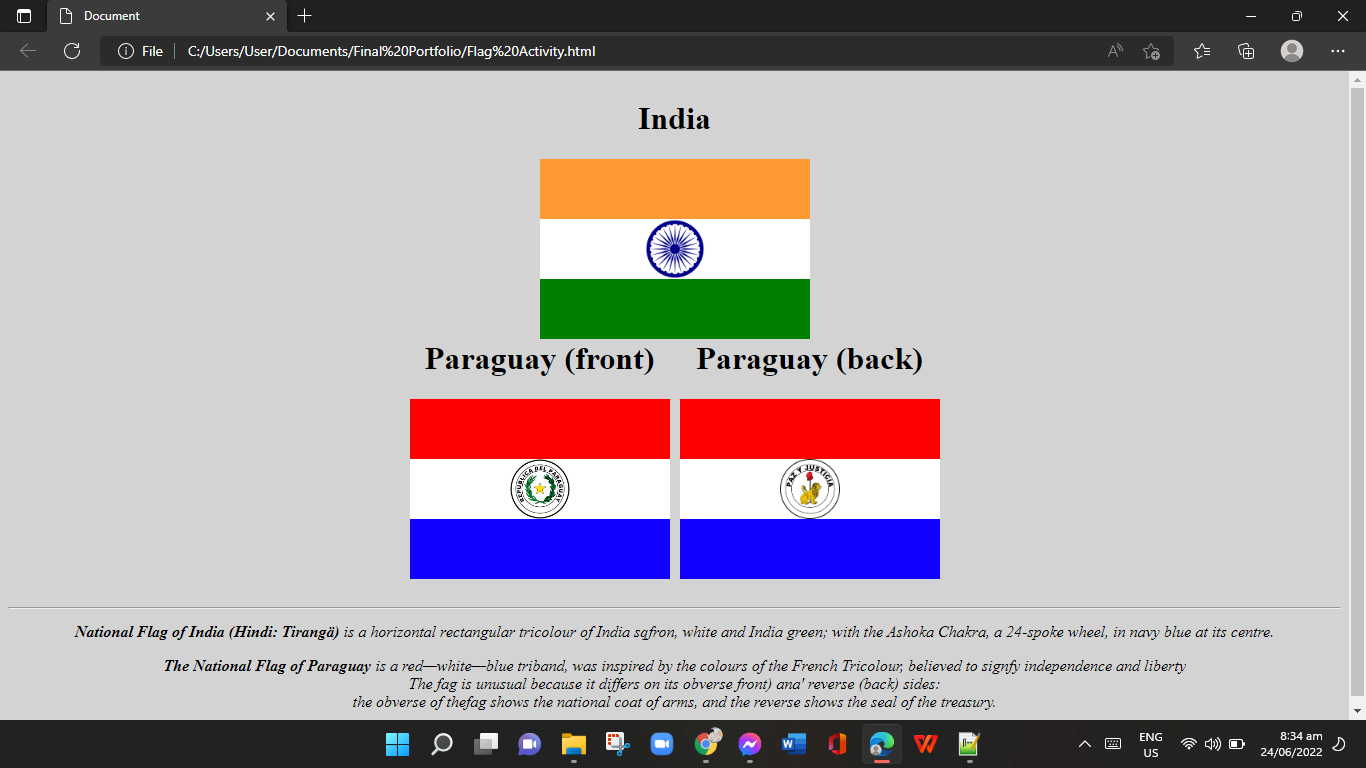 Document
File
C:/Users/User/Documents/Final%20Portfolio/Flag%20Activity.html
India
Paraguay (front) Paraguay (back)
REPUBLICA DEL PARAGUAY
PAZ Y JUSTICIA
National Flag of India (Hindi: Tirangä) is a horizontal rectangular tricolour of India sqfron, white and India green; with the Ashoka Chakra, a 24-spoke wheel, in navy blue at its centre.
The National Flag of Paraguay is a red—white—blue triband, was inspired by the colours of the French Tricolour, believed to signfy independence and liberty
The fag is unusual because it differs on its obverse front) ana' reverse (back) sides:
the obverse of thefag shows the national coat of arms, and the reverse shows the seal of the treasury.
ENG
US
8:34 am
24/06/2022